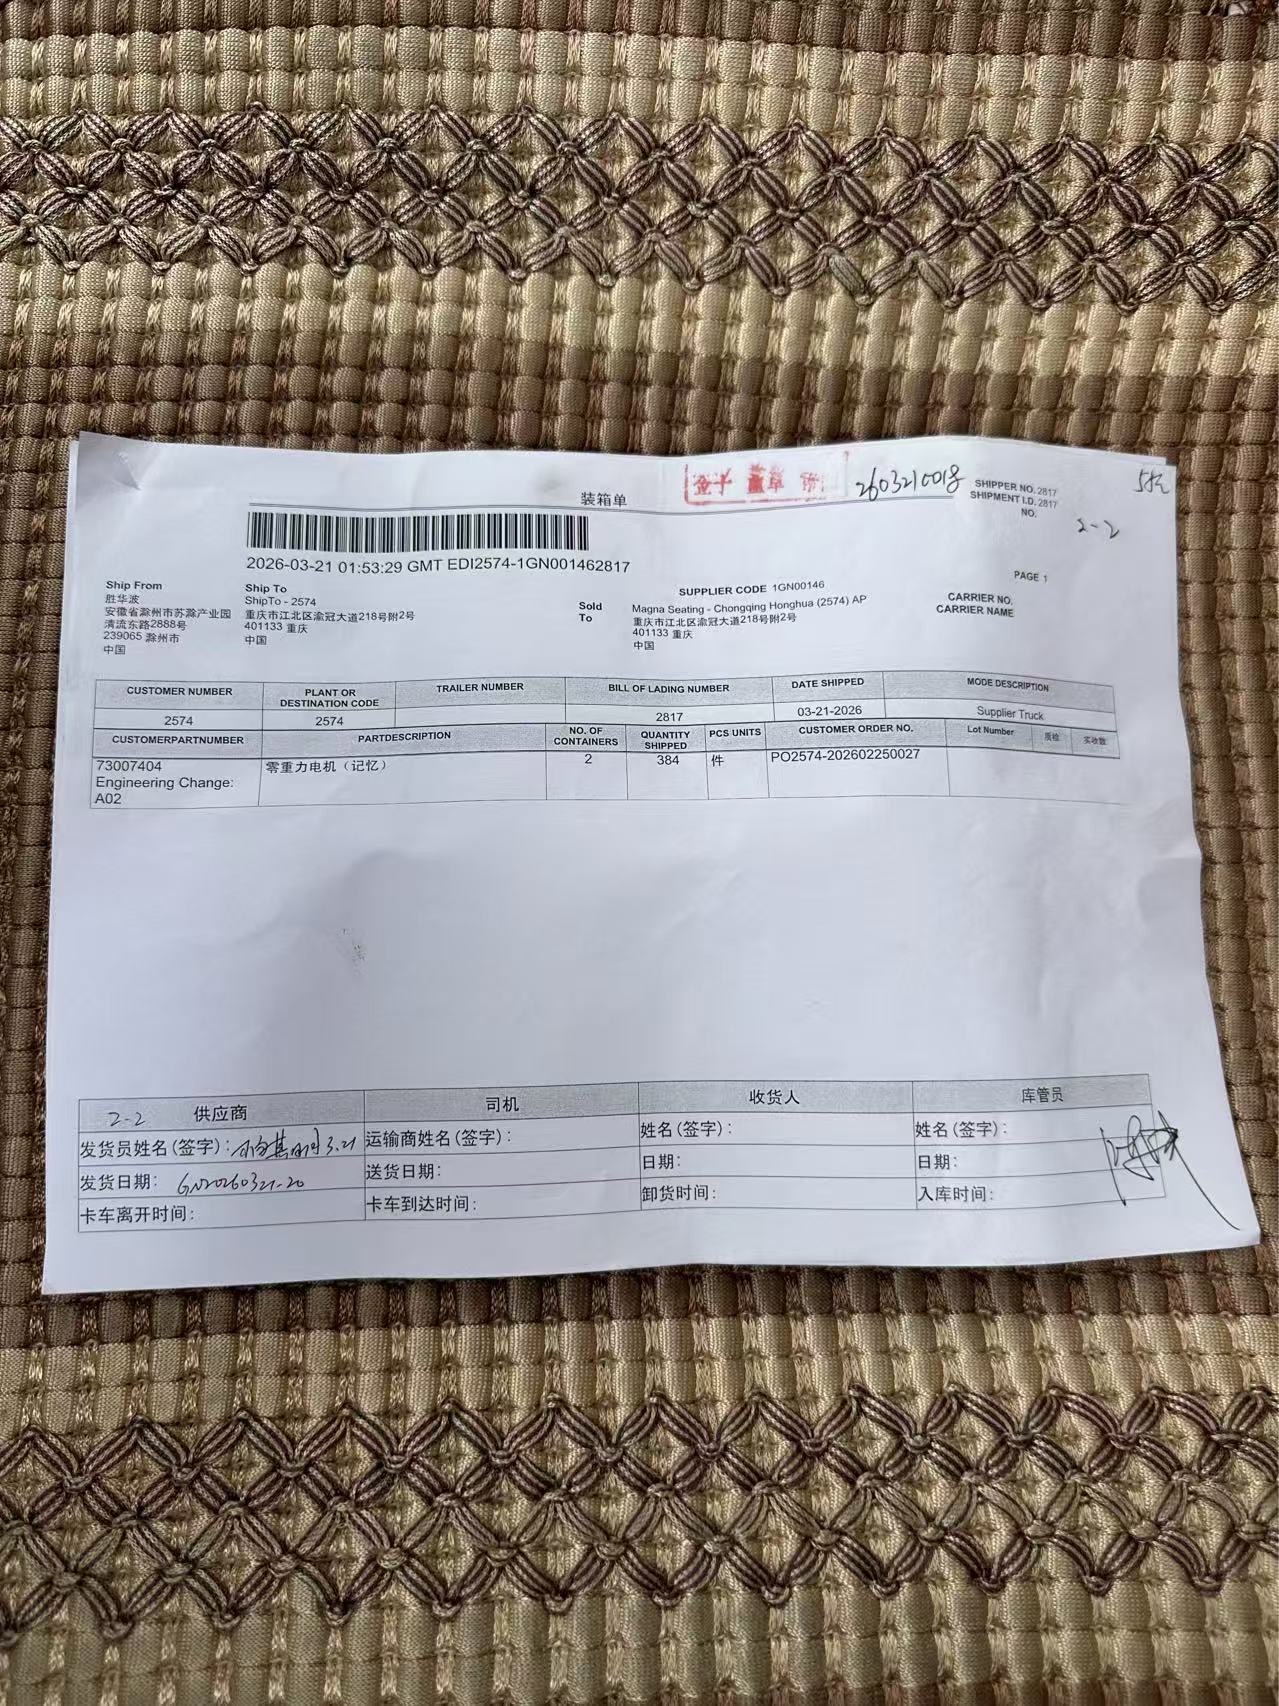 装箱单
2603210018
SHIPPER NO. 2817
SHIPMENT I.D. 2817
NO.
2-2
2026-03-21 01:53:29 GMT EDI2574-1GN001462817
PAGE 1
Ship From
胜华波
安徽省滁州市苏滁产业园
清流东路2888号
239065 滁州市
中国
Ship To
ShipTo - 2574
重庆市江北区渝冠大道218号附2号
401133 重庆
中国
Sold
To
SUPPLIER CODE 1GN00146
Magna Seating - Chongqing Honghua (2574) AP
重庆市江北区渝冠大道218号附2号
401133 重庆
中国
CARRIER NO.
CARRIER NAME
CUSTOMER NUMBER PLANT OR DESTINATION CODE TRAILER NUMBER BILL OF LADING NUMBER DATE SHIPPED MODE DESCRIPTION
2574 2574 2817 03-21-2026 Supplier Truck
CUSTOMERPARTNUMBER PARTDESCRIPTION NO. OF CONTAINERS QUANTITY SHIPPED PCS UNITS CUSTOMER ORDER NO. Lot Number 质检 实收数
73007404 零重力电机（记忆） 2 384 件 PO2574-202602250027
Engineering Change:
A02
2-2 供应商 司机 收货人 库管员
发货员姓名(签字): 3.21 运输商姓名(签字): 姓名(签字): 姓名(签字):
发货日期: 送货日期: 日期: 日期:
卡车离开时间: 卡车到达时间: 卸货时间: 入库时间: